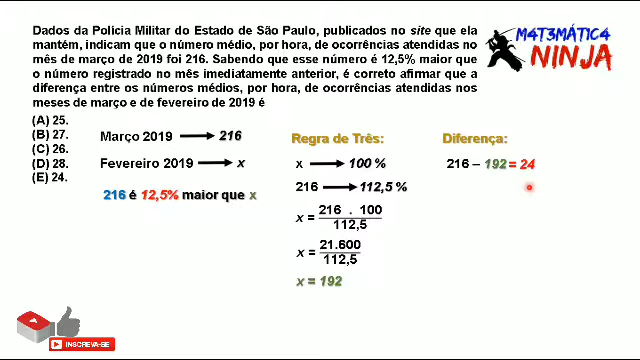 Dados da Polícia Militar do Estado de São Paulo, publicados no site que ela
mantém, indicam que o número médio, por hora, de ocorrências atendidas no
mês de março de 2019 foi 216. Sabendo que esse número é 12,5% maior que
o número registrado no mês imediatamente anterior, é correto afirmar que a
diferença entre os números médios, por hora, de ocorrências atendidas nos
meses de março e de fevereiro de 2019 é
M4T3MÁTIC4
NINJA
(A) 25.
(B) 27.
(C) 26.
(D) 28.
(E) 24.
Março 2019 → 216
Fevereiro 2019 → x
216 é 12,5% maior que x
Regra de Três:
x → 100 %
216 → 112,5 %
x = 216 . 100
112,5
x = 21.600
112,5
x = 192
Diferença:
216 – 192 = 24
INSCREVA-SE